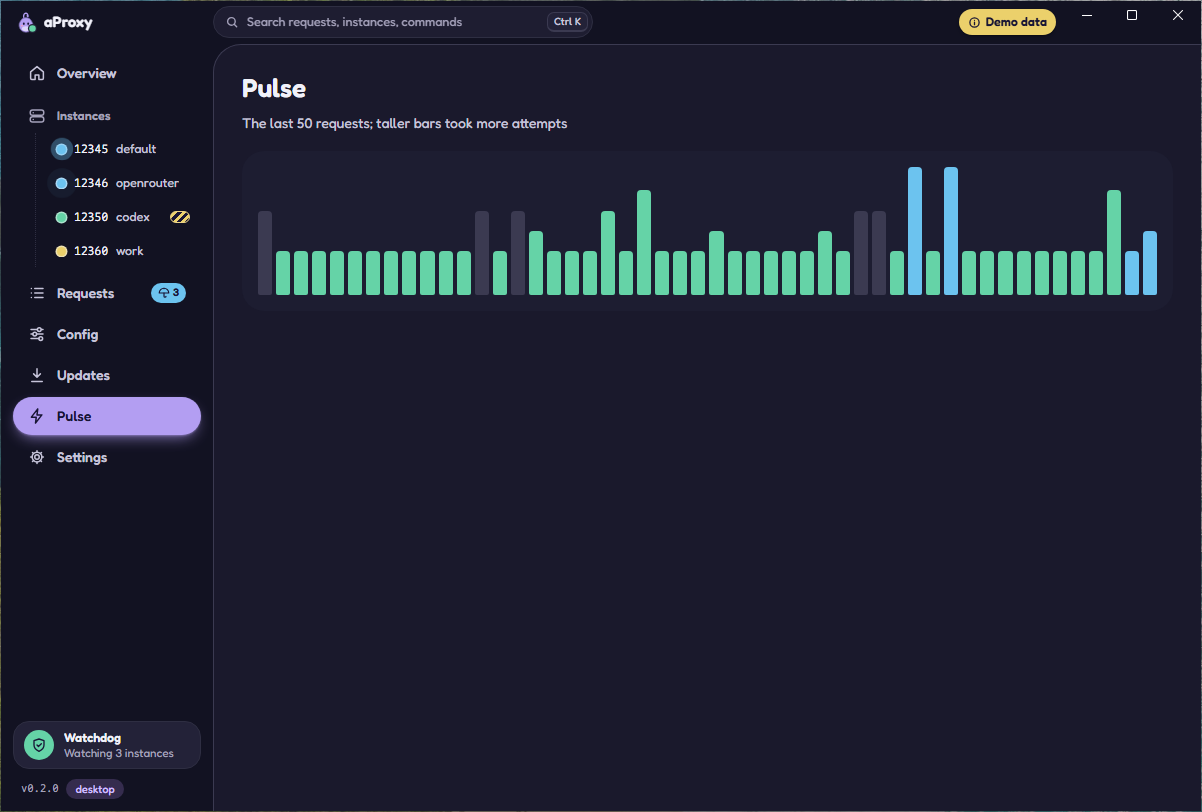 aProxy
Search requests, instances, commands
Ctrl K
Demo data
Overview
Instances
12345 default
12346 openrouter
12350 codex
12360 work
Requests 3
Config
Updates
Pulse
Settings
Pulse
The last 50 requests; taller bars took more attempts
Watchdog
Watching 3 instances
v0.2.0 desktop